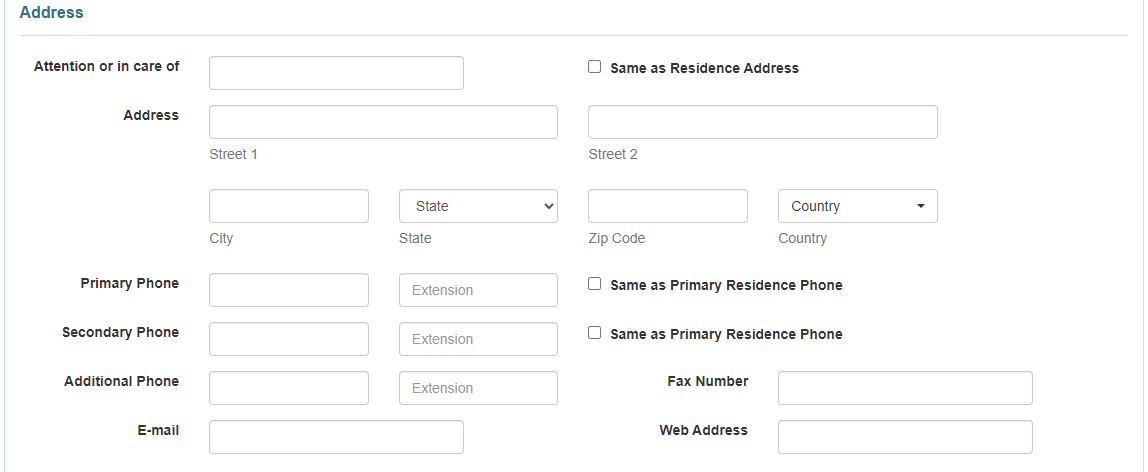 Address
Attention or in care of
Same as Residence Address
Address
Street 1
Street 2
State
Country
City
State
Zip Code
Country
Primary Phone
Extension
Same as Primary Residence Phone
Secondary Phone
Extension
Same as Primary Residence Phone
Additional Phone
Extension
Fax Number
E-mail
Web Address